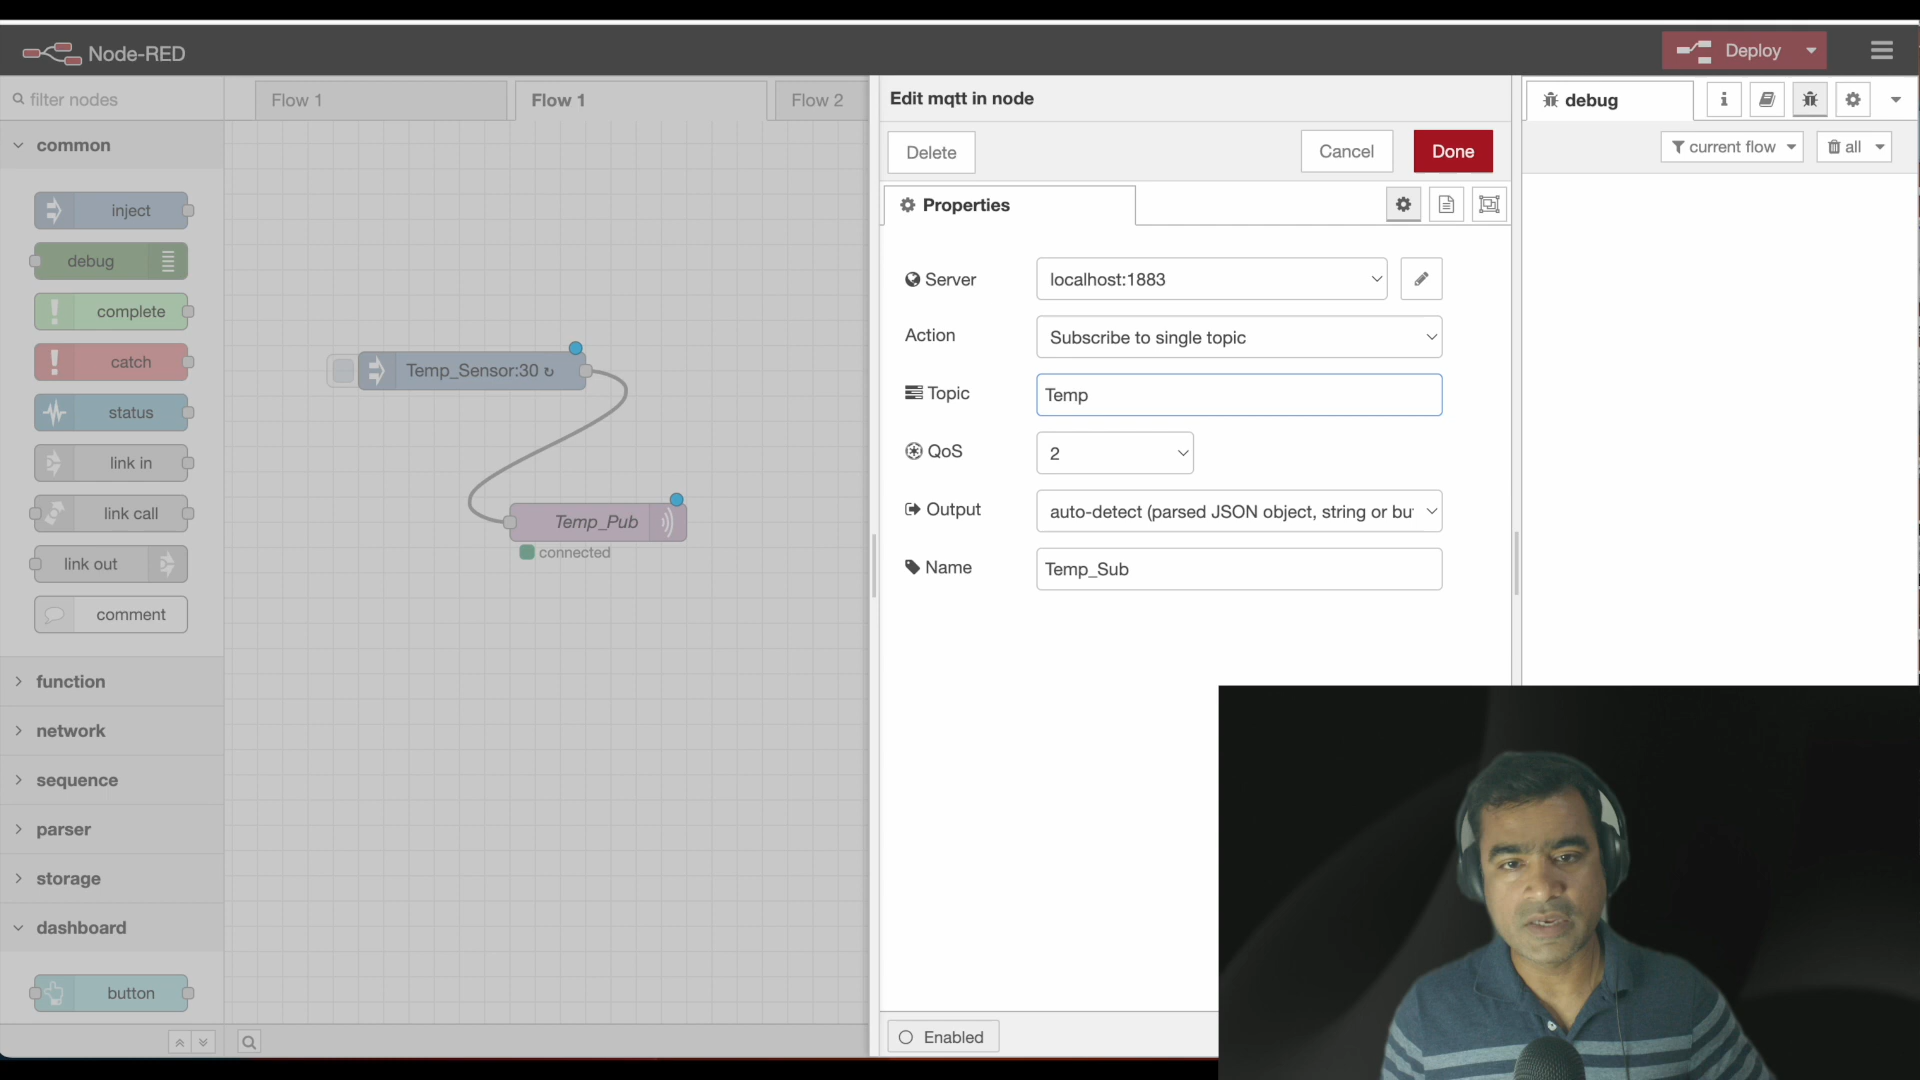 Node-RED
Deploy
filter nodes
Flow 1
Flow 1
Flow 2
common
inject
debug
complete
catch
status
link in
link call
link out
comment
function
network
sequence
parser
storage
dashboard
button
Temp_Sensor:30 ↻
Temp_Pub
connected
Edit mqtt in node
Delete
Cancel
Done
Properties
Server
localhost:1883
Action
Subscribe to single topic
Topic
Temp
QoS
2
Output
auto-detect (parsed JSON object, string or bu
Name
Temp_Sub
Enabled
debug
i
current flow
all